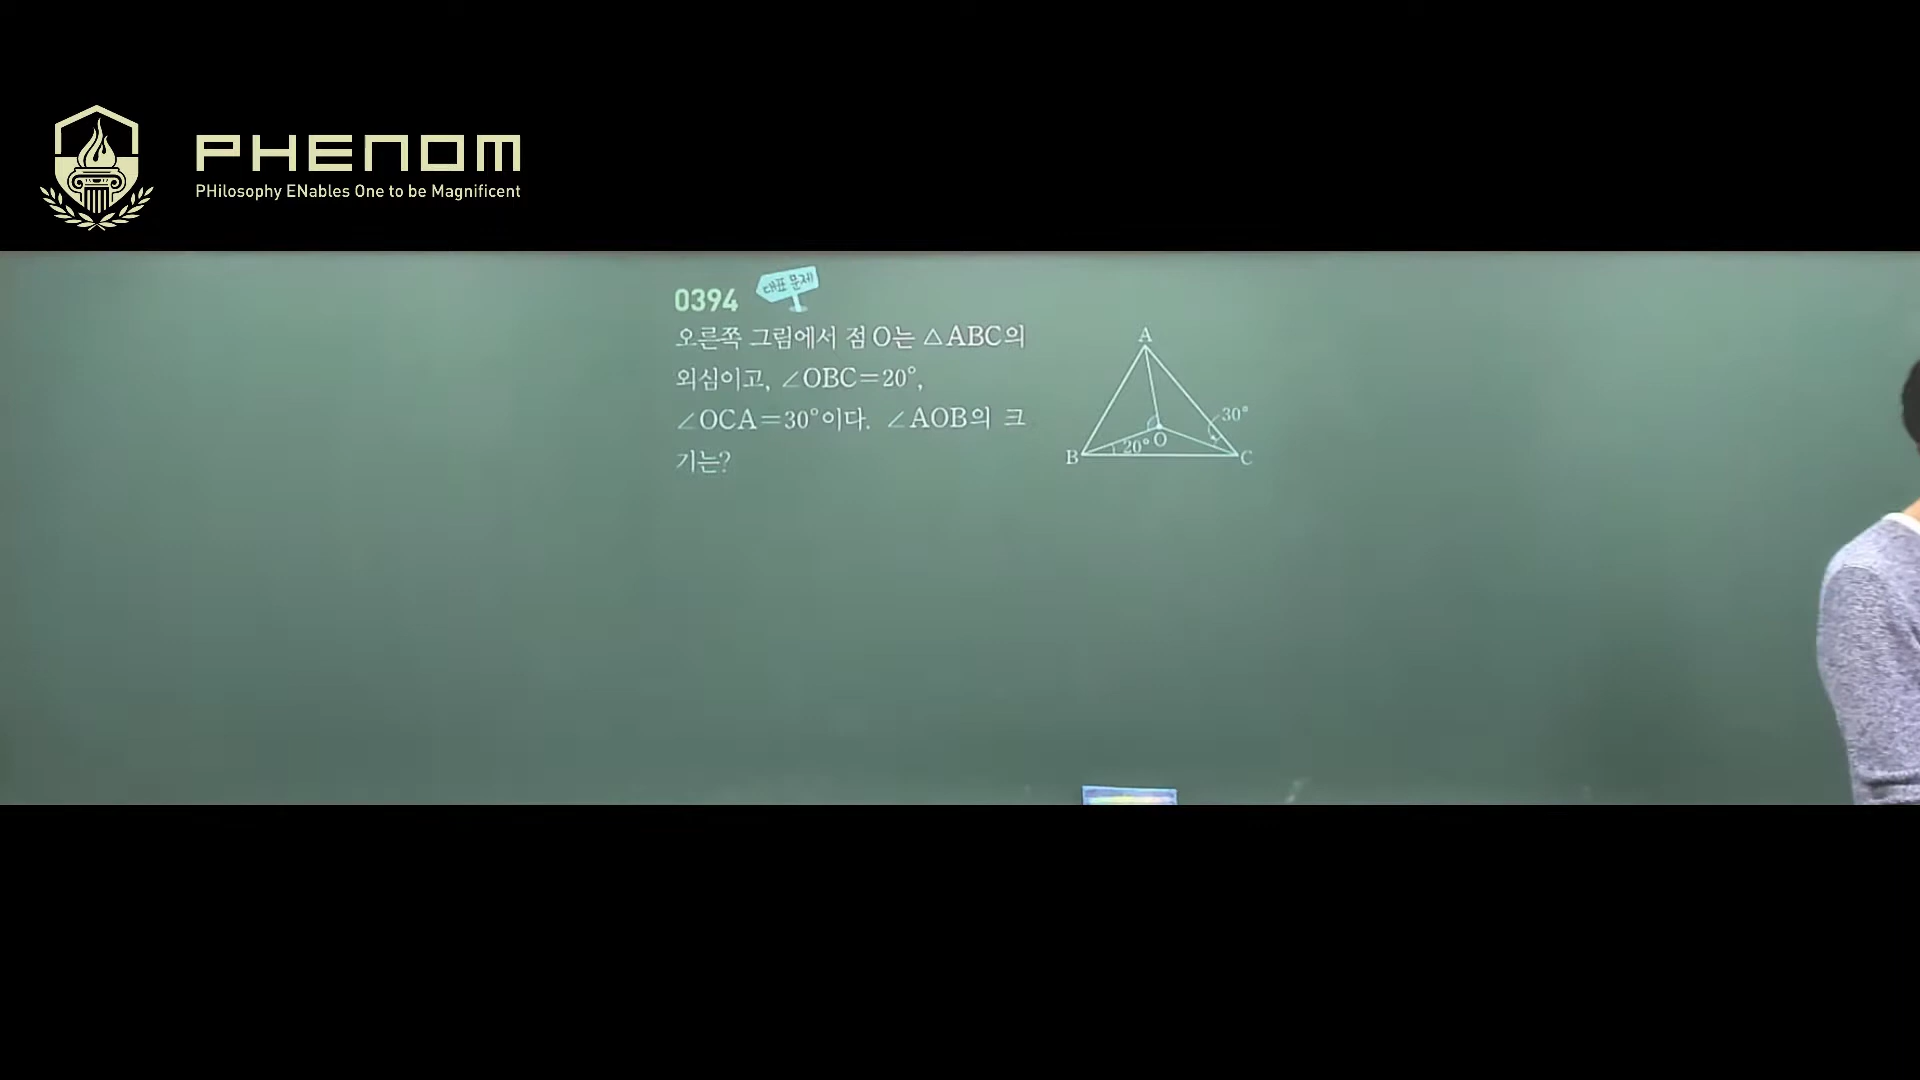 PHENOM
PHilosophy ENables One to be Magnificent
0394 대표 문제
오른쪽 그림에서 점 O는 △ABC의
외심이고, ∠OBC=20°,
∠OCA=30°이다. ∠AOB의 크
기는?
A
30°
20° O
B
C